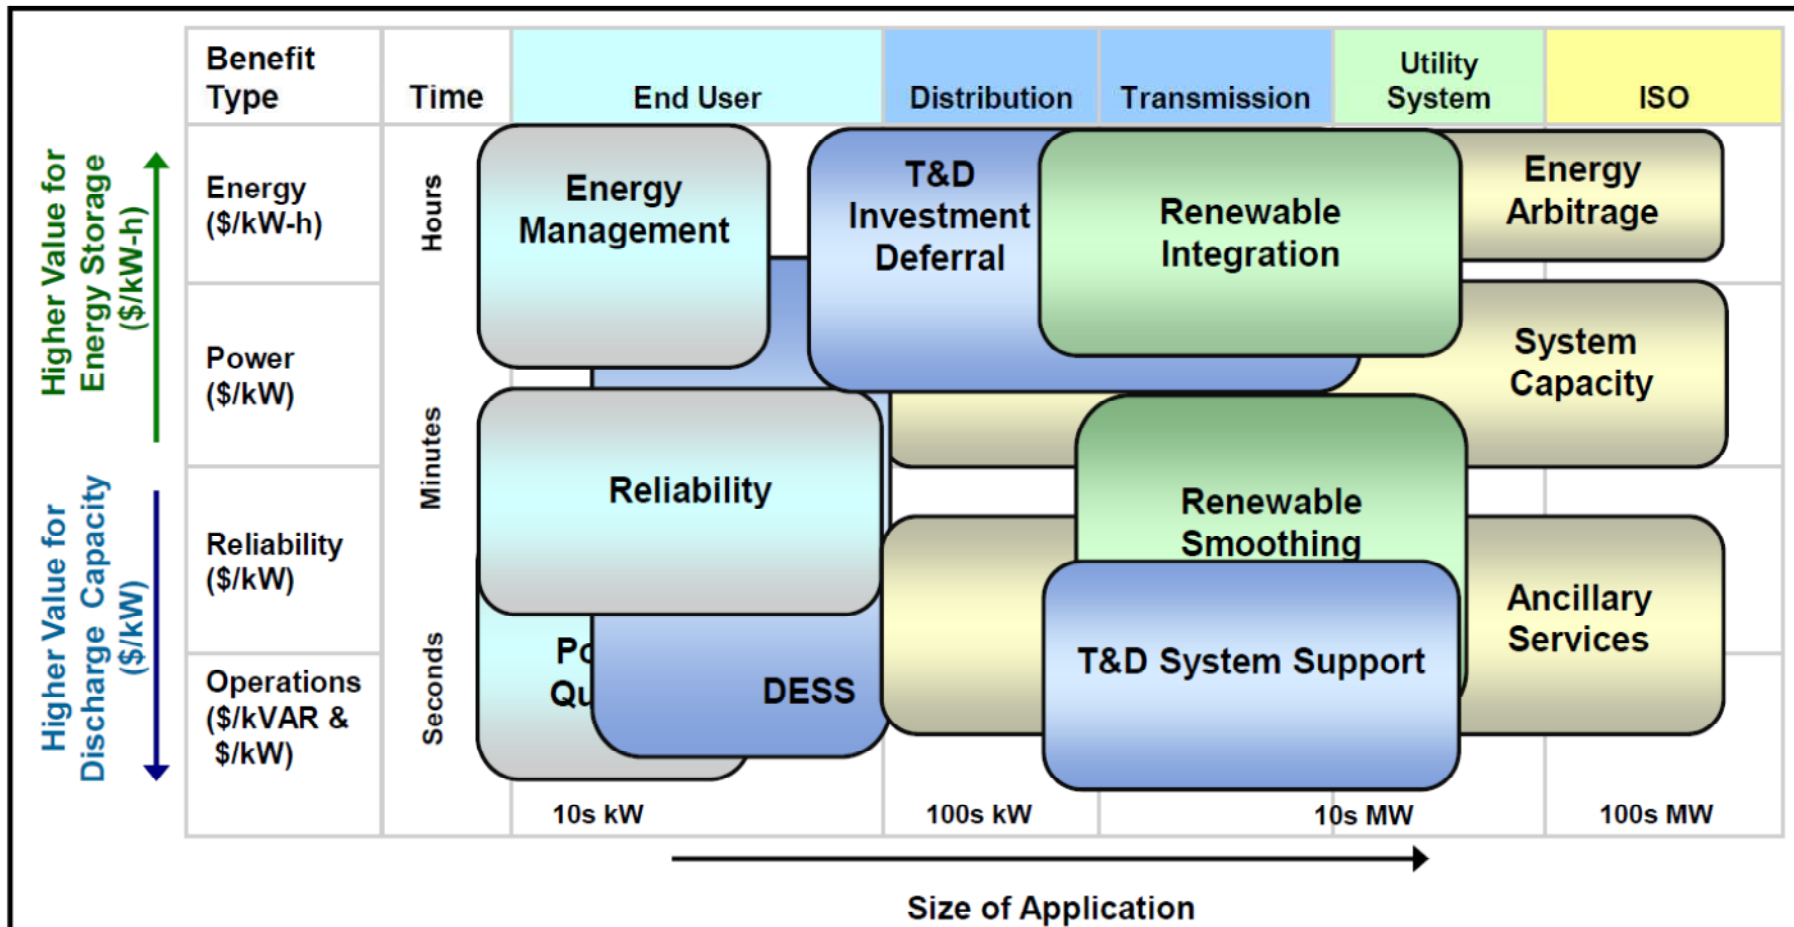 Benefit
Type
Time
End User
Distribution
Transmission
Utility
System
ISO
Higher Value for
Energy Storage
($/kW-h)
Higher Value for
Discharge Capacity
($/kW)
Energy
($/kW-h)
Power
($/kW)
Reliability
($/kW)
Operations
($/kVAR &
$/kW)
Hours
Minutes
Seconds
Energy
Management
T&D
Investment
Deferral
Renewable
Integration
Energy
Arbitrage
System
Capacity
Reliability
Renewable
Smoothing
Ancillary
Services
Po
Qu
DESS
T&D System Support
10s kW
100s kW
10s MW
100s MW
Size of Application